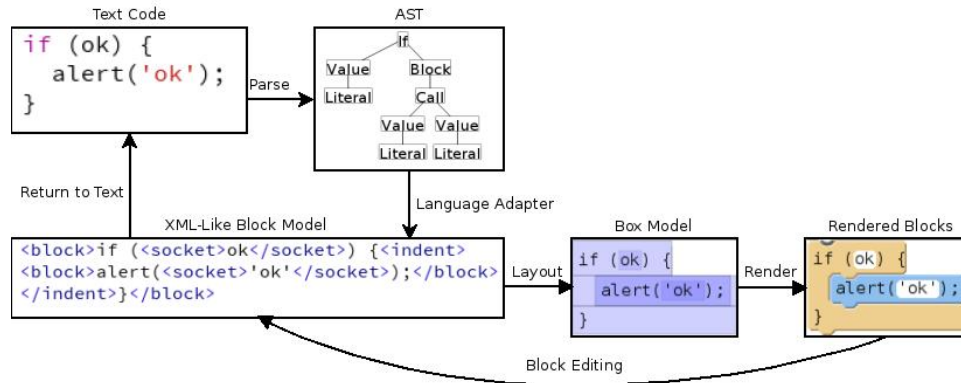 Text Code
AST
if (ok) {
alert('ok');
}
Parse
If
Value Block
Literal Call
Value Value
Literal Literal
Return to Text
Language Adapter
XML-Like Block Model
Box Model
Rendered Blocks
<block>if (<socket>ok</socket>) {<indent>
<block>alert(<socket>'ok'</socket>);</block>
</indent>}</block>
Layout
if (ok) {
alert('ok');
}
Render
if (ok) {
alert('ok');
}
Block Editing